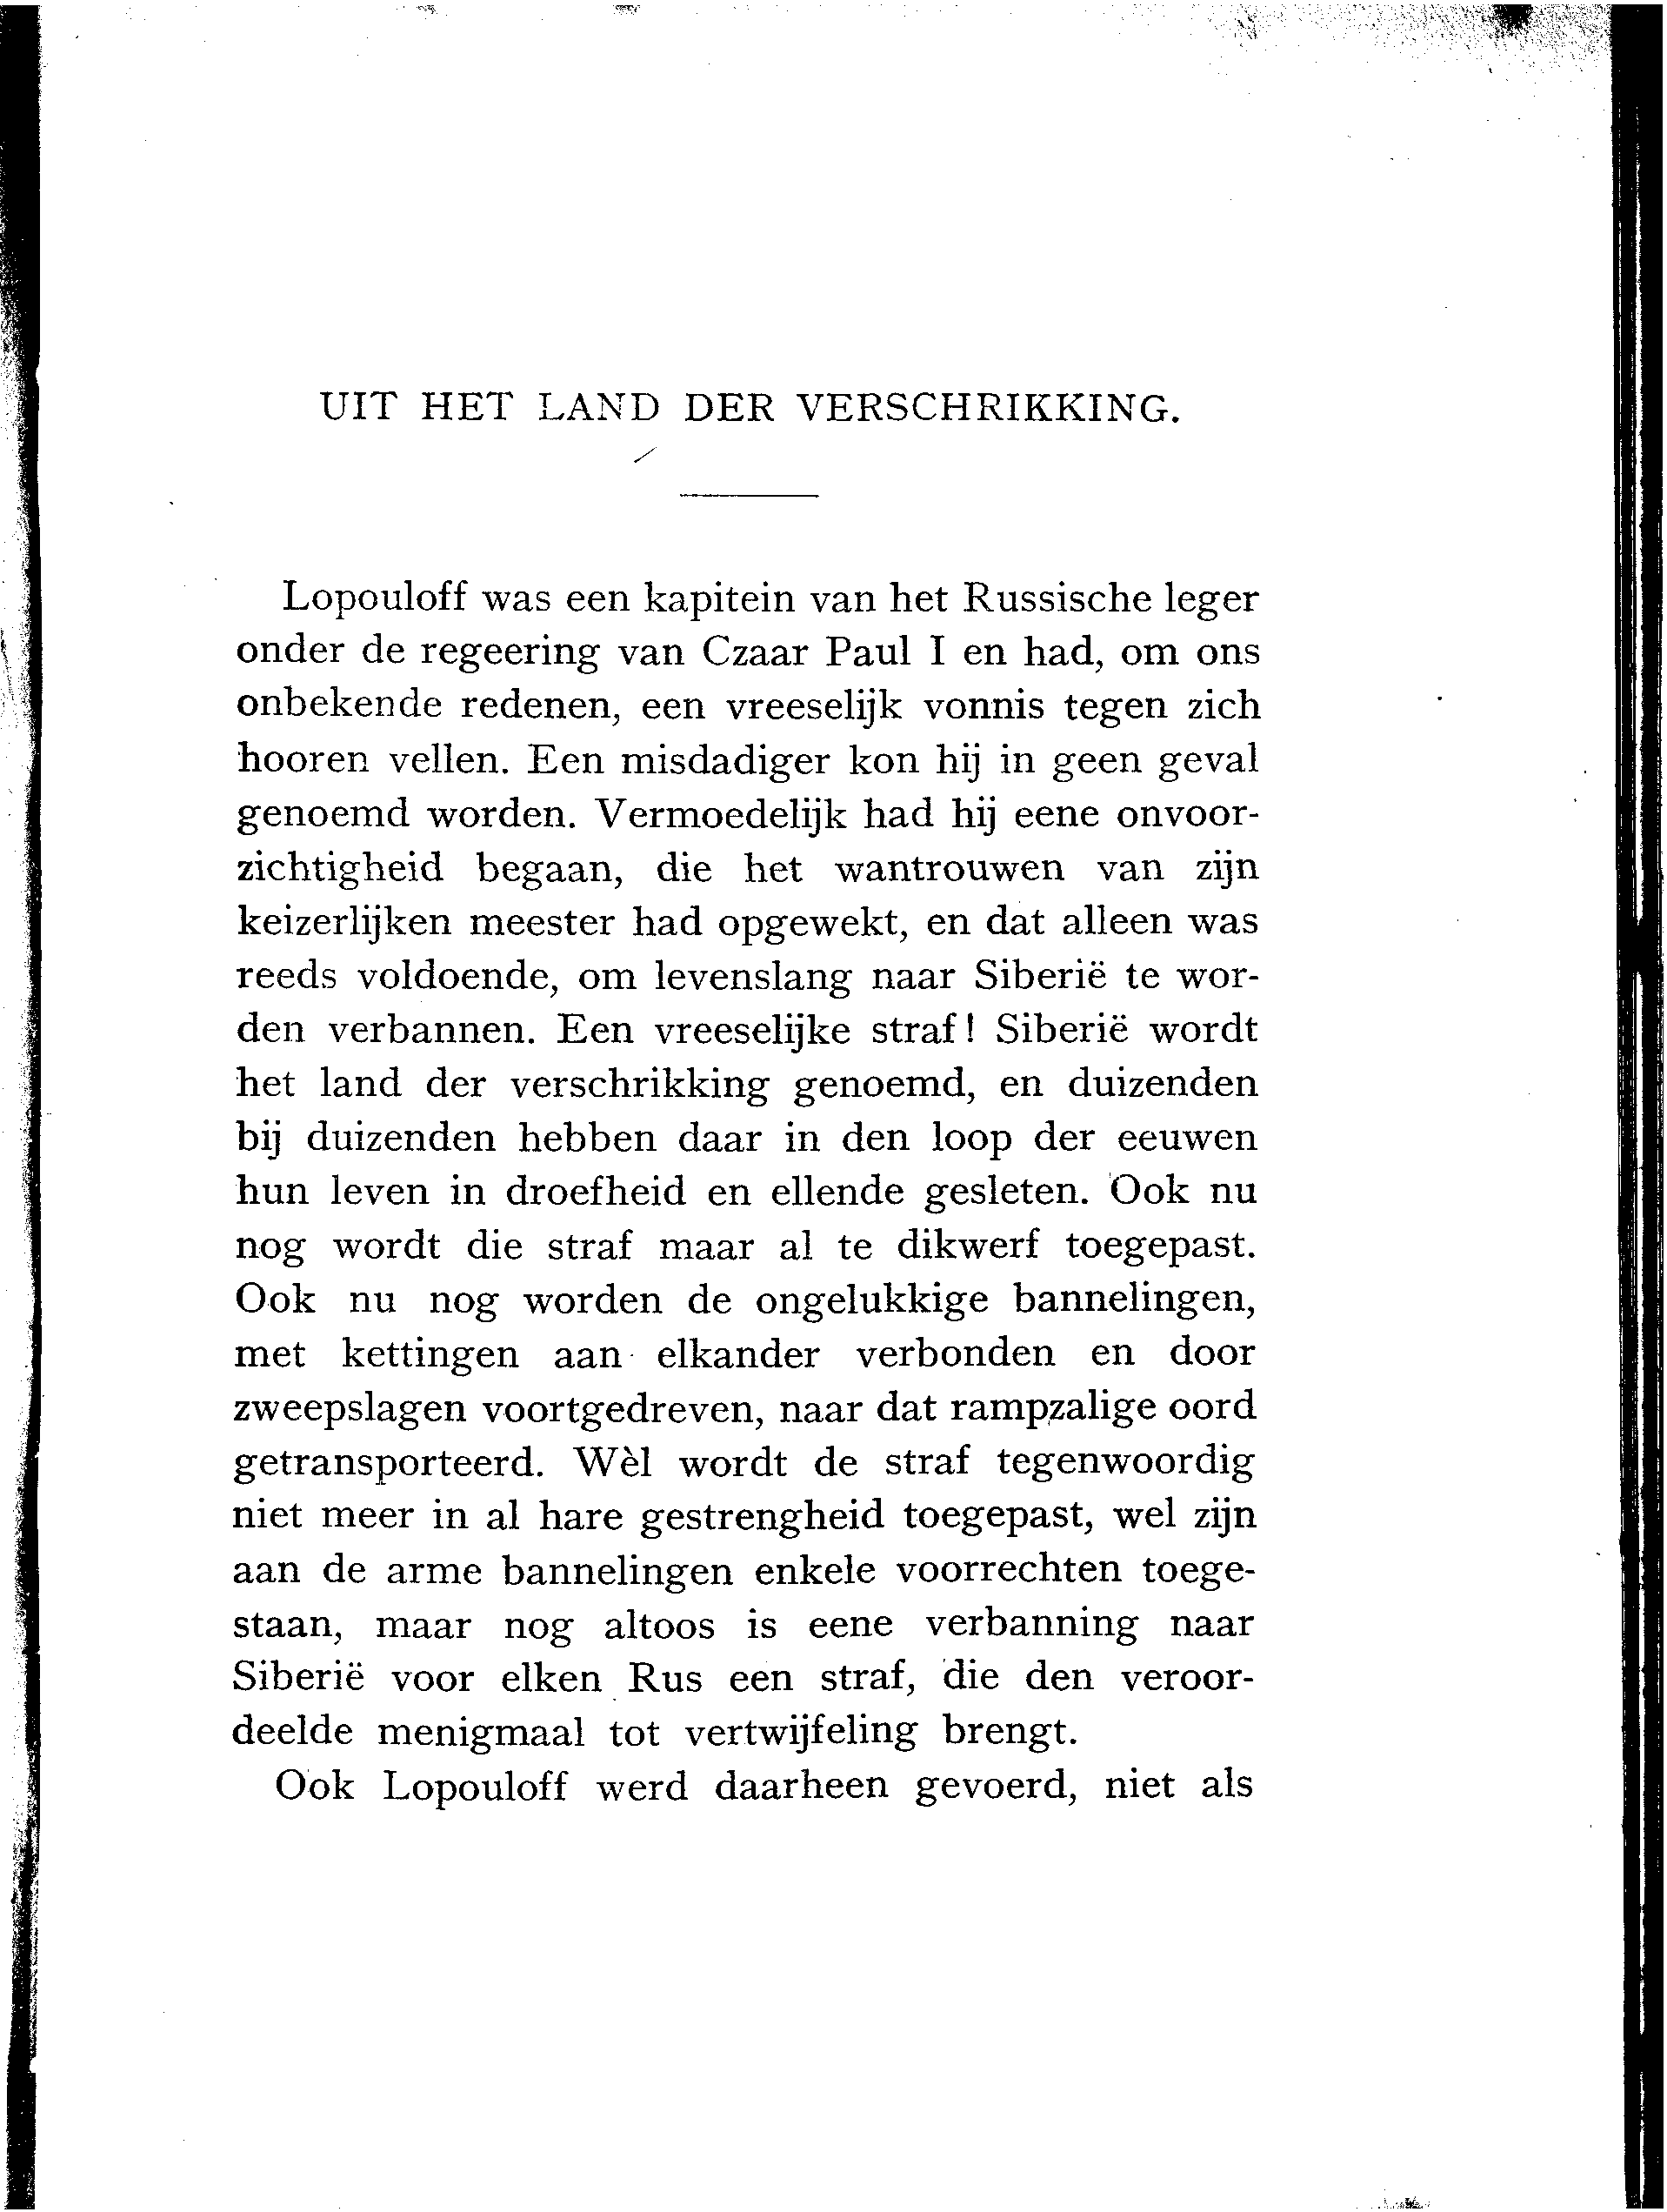 UIT HET LAND DER VERSCHRIKKING.
Lopouloff was een kapitein van het Russische leger
onder de regeering van Czaar Paul I en had, om ons
onbekende redenen, een vreeselijk vonnis tegen zich
hooren vellen. Een misdadiger kon hij in geen geval
genoemd worden. Vermoedelijk had hij eene onvoor-
zichtigheid begaan, die het wantrouwen van zijn
keizerlijken meester had opgewekt, en dat alleen was
reeds voldoende, om levenslang naar Siberië te wor-
den verbannen. Een vreeselijke straf! Siberië wordt
het land der verschrikking genoemd, en duizenden
bij duizenden hebben daar in den loop der eeuwen
hun leven in droefheid en ellende gesleten. Ook nu
nog wordt die straf maar al te dikwerf toegepast.
Ook nu nog worden de ongelukkige bannelingen,
met kettingen aan elkander verbonden en door
zweepslagen voortgedreven, naar dat rampzalige oord
getransporteerd. Wèl wordt de straf tegenwoordig
niet meer in al hare gestrengheid toegepast, wel zijn
aan de arme bannelingen enkele voorrechten toege-
staan, maar nog altoos is eene verbanning naar
Siberië voor elken Rus een straf, die den veroor-
deelde menigmaal tot vertwijfeling brengt.
Ook Lopouloff werd daarheen gevoerd, niet als